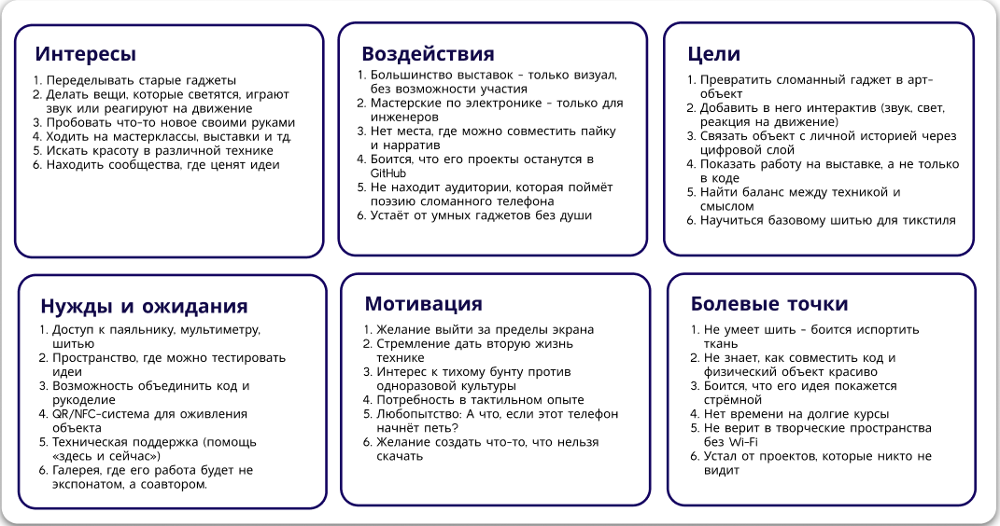 Интересы
1. Переделывать старые гаджеты
2. Делать вещи, которые светятся, играют
звук или реагируют на движение
3. Пробовать что-то новое своими руками
4. Ходить на мастерклассы, выставки и тд.
5. Искать красоту в различной технике
6. Находить сообщества, где ценят идеи
Воздействия
1. Большинство выставок - только визуал,
без возможности участия
2. Мастерские по электронике - только для
инженеров
3. Нет места, где можно совместить пайку
и нарратив
4. Боится, что его проекты останутся в
GitHub
5. Не находит аудитории, которая поймёт
поэзию сломанного телефона
6. Устаёт от умных гаджетов без души
Цели
1. Превратить сломанный гаджет в арт-
объект
2. Добавить в него интерактив (звук, свет,
реакция на движение)
3. Связать объект с личной историей через
цифровой слой
4. Показать работу на выставке, а не только
в коде
5. Найти баланс между техникой и
смыслом
6. Научиться базовому шитью для тикстиля
Нужды и ожидания
1. Доступ к паяльнику, мультиметру,
шитью
2. Пространство, где можно тестировать
идеи
3. Возможность объединить код и
рукоделие
4. QR/NFC-система для оживления
объекта
5. Техническая поддержка (помощь
«здесь и сейчас»)
6. Галерея, где его работа будет не
экспонатом, а соавтором.
Мотивация
1. Желание выйти за пределы экрана
2. Стремление дать вторую жизнь
технике
3. Интерес к тихому бунту против
одноразовой культуры
4. Потребность в тактильном опыте
5. Любопытство: А что, если этот телефон
начнёт петь?
6. Желание создать что-то, что нельзя
скачать
Болевые точки
1. Не умеет шить - боится испортить
ткань
2. Не знает, как совместить код и
физический объект красиво
3. Боится, что его идея покажется
стрёмной
4. Нет времени на долгие курсы
5. Не верит в творческие пространства
без Wi-Fi
6. Устал от проектов, которые никто не
видит